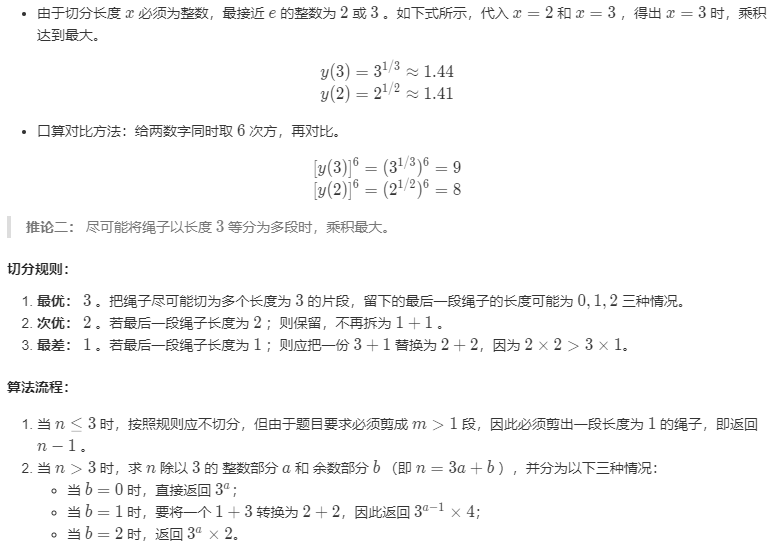 • 由于切分长度 x 必须为整数，最接近 e 的整数为 2 或 3 。如下式所示，代入 x = 2 和 x = 3 ，得出 x = 3 时，乘积
达到最大。
y(3) = 3^{1/3} ≈ 1.44
y(2) = 2^{1/2} ≈ 1.41
• 口算对比方法：给两数字同时取 6 次方，再对比。
[y(3)]^6 = (3^{1/3})^6 = 9
[y(2)]^6 = (2^{1/2})^6 = 8
推论二： 尽可能将绳子以长度 3 等分为多段时，乘积最大。
切分规则：
1. 最优： 3 。把绳子尽可能切为多个长度为 3 的片段，留下的最后一段绳子的长度可能为 0, 1, 2 三种情况。
2. 次优： 2 。若最后一段绳子长度为 2 ；则保留，不再拆为 1 + 1 。
3. 最差： 1 。若最后一段绳子长度为 1 ；则应把一份 3 + 1 替换为 2 + 2，因为 2 × 2 > 3 × 1。
算法流程：
1. 当 n ≤ 3 时，按照规则应不切分，但由于题目要求必须剪成 m > 1 段，因此必须剪出一段长度为 1 的绳子，即返回
n − 1 。
2. 当 n > 3 时，求 n 除以 3 的 整数部分 a 和 余数部分 b （即 n = 3a + b ），并分为以下三种情况：
○ 当 b = 0 时，直接返回 3^a；
○ 当 b = 1 时，要将一个 1 + 3 转换为 2 + 2，因此返回 3^{a−1} × 4；
○ 当 b = 2 时，返回 3^a × 2。